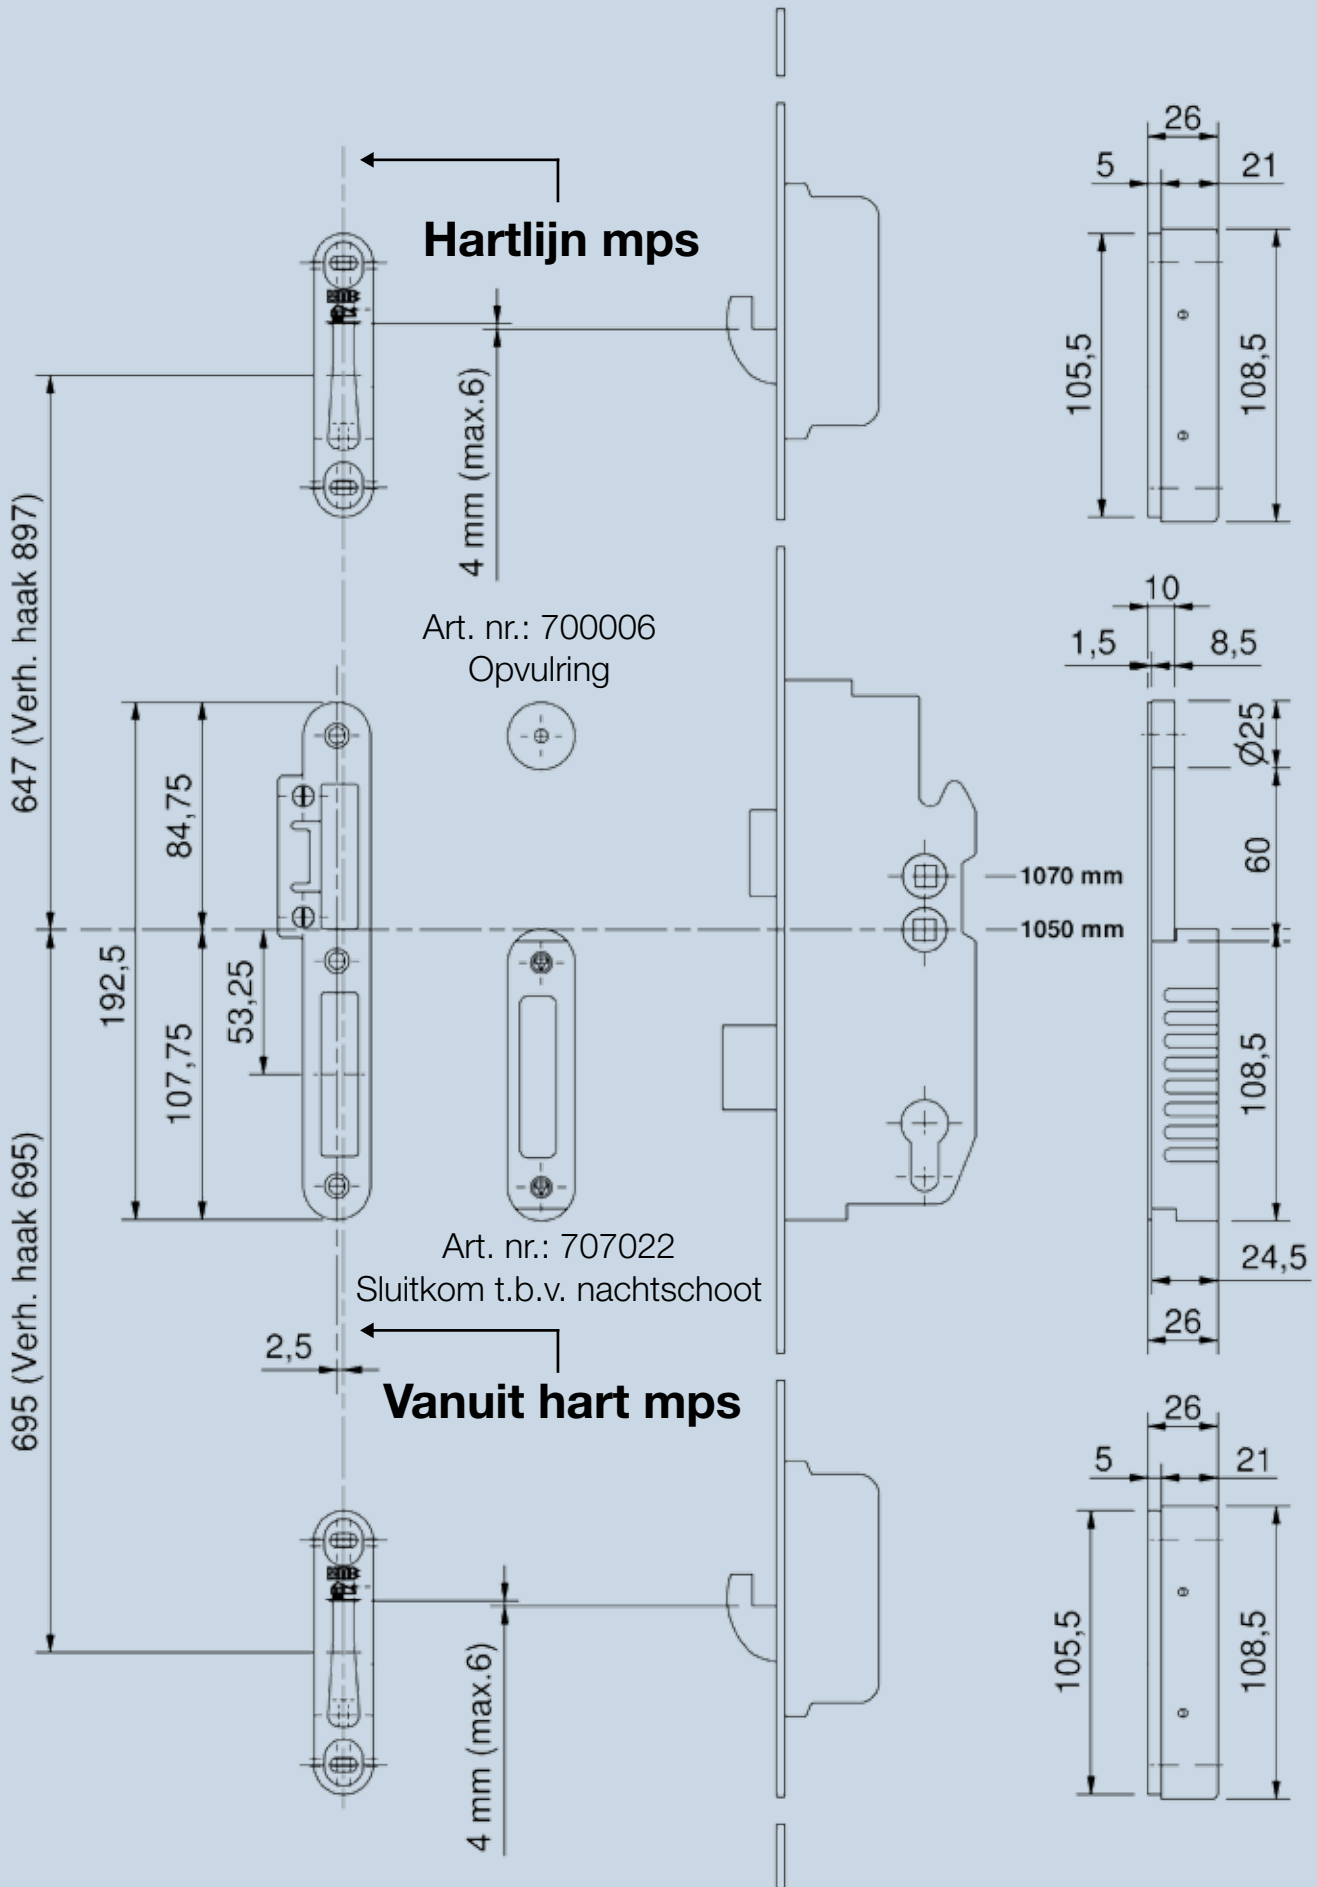 26
5
21
Hartlijn mps
105,5
108,5
4 mm (max.6)
647 (Verh. haak 897)
Art. nr.: 700006
Opvulring
10
1,5
8,5
Ø25
84,75
60
1070 mm
1050 mm
192,5
53,25
107,75
108,5
695 (Verh. haak 695)
Art. nr.: 707022
Sluitkom t.b.v. nachtschoot
24,5
26
2,5
Vanuit hart mps
26
5
21
105,5
108,5
4 mm (max.6)